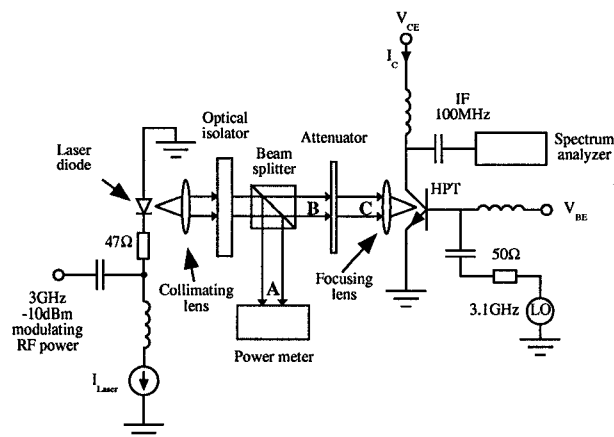 V_CE
I_C
IF
100MHz
Spectrum
analyzer
Optical
isolator
Attenuator
Beam
splitter
Laser
diode
HPT
V_BE
B
C
47Ω
50Ω
Collimating
lens
Focusing
lens
A
3GHz
-10dBm
modulating
RF power
3.1GHz
LO
Power meter
I_Laser